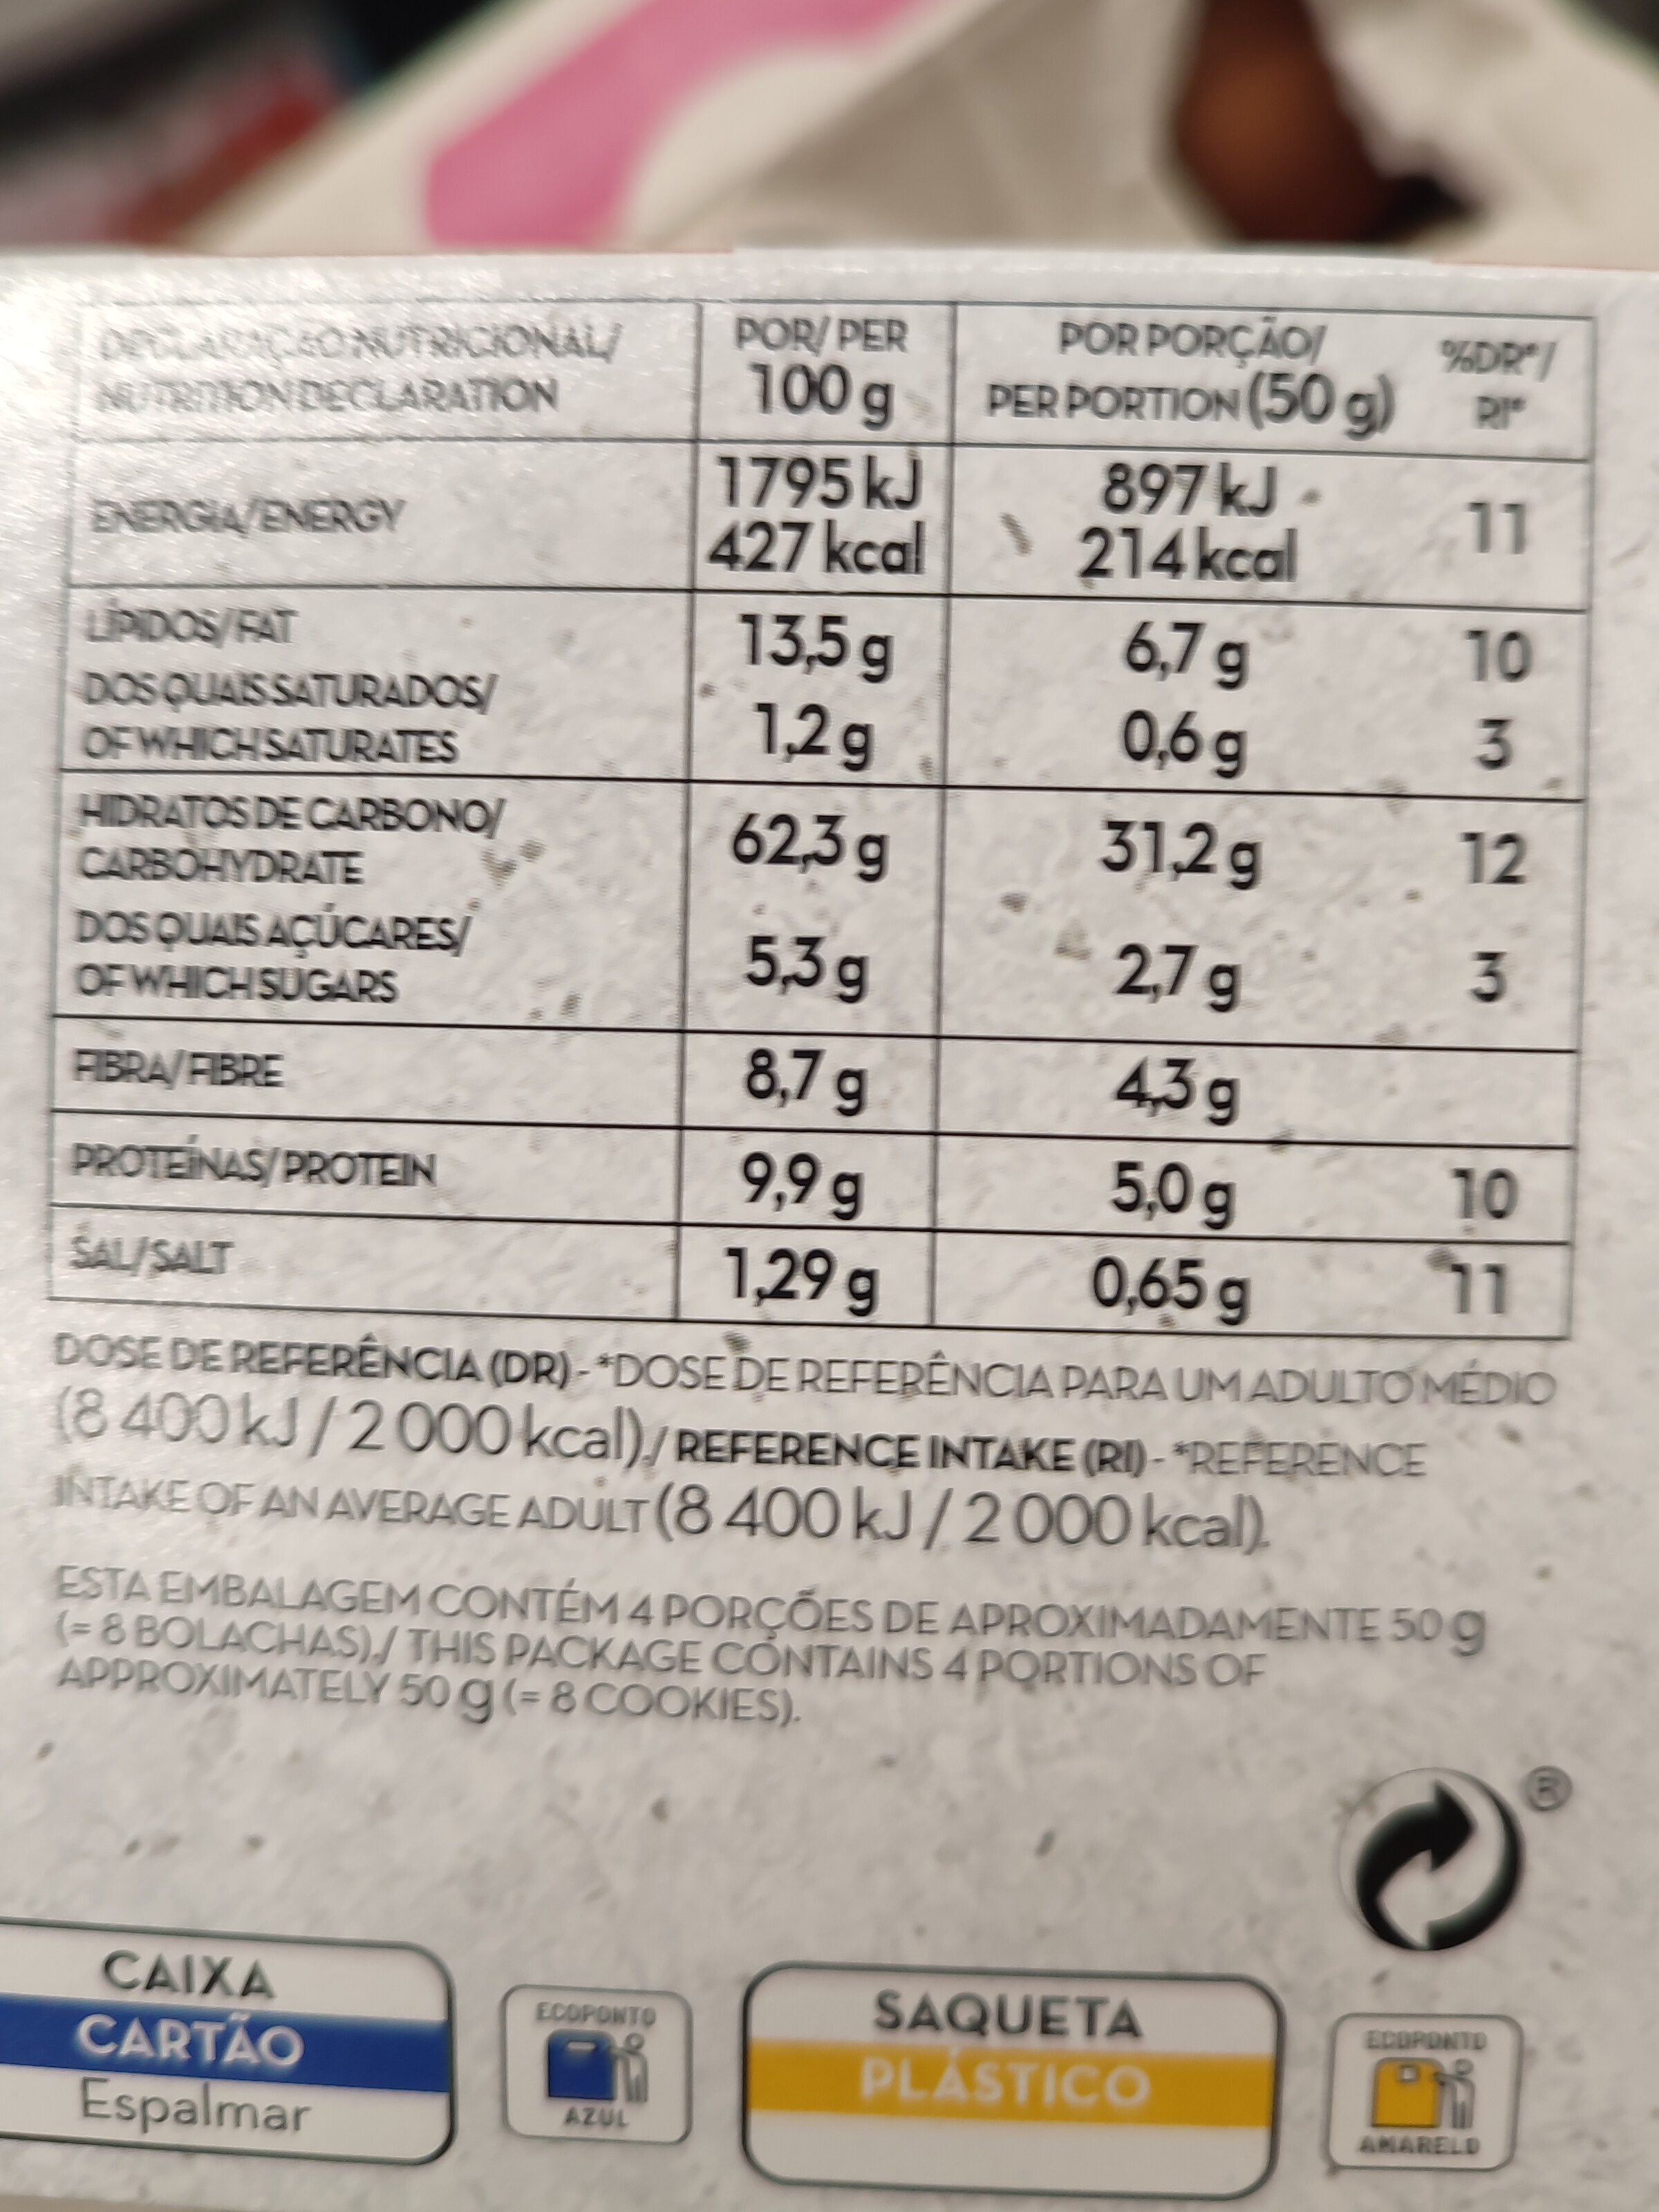 DECLARAÇÃO NUTRICIONAL/
NUTRITION DECLARATION
POR/ PER
100 g
POR PORÇÃO/
PER PORTION (50 g)
%DR*/
RI*
ENERGIA/ENERGY
1795 kJ
427 kcal
897 kJ
214 kcal
11
LÍPIDOS/FAT
13,5 g
6,7 g
10
DOS QUAIS SATURADOS/
OF WHICH SATURATES
1,2 g
0,6 g
3
HIDRATOS DE CARBONO/
CARBOHYDRATE
62,3 g
31,2 g
12
DOS QUAIS AÇÚCARES/
OF WHICH SUGARS
5,3 g
2,7 g
3
FIBRA/FIBRE
8,7 g
4,3 g
PROTEÍNAS/PROTEIN
9,9 g
5,0 g
10
SAL/SALT
1,29 g
0,65 g
11
DOSE DE REFERÊNCIA (DR) - *DOSE DE REFERÊNCIA PARA UM ADULTO MÉDIO
(8 400 kJ / 2 000 kcal)./ REFERENCE INTAKE (RI) - *REFERENCE
INTAKE OF AN AVERAGE ADULT (8 400 kJ / 2 000 kcal).
ESTA EMBALAGEM CONTÉM 4 PORÇÕES DE APROXIMADAMENTE 50 g
(= 8 BOLACHAS)./ THIS PACKAGE CONTAINS 4 PORTIONS OF
APPROXIMATELY 50 g (= 8 COOKIES).
®
CAIXA
CARTÃO
Espalmar
ECOPONTO
AZUL
SAQUETA
PLÁSTICO
ECOPONTO
AMARELO